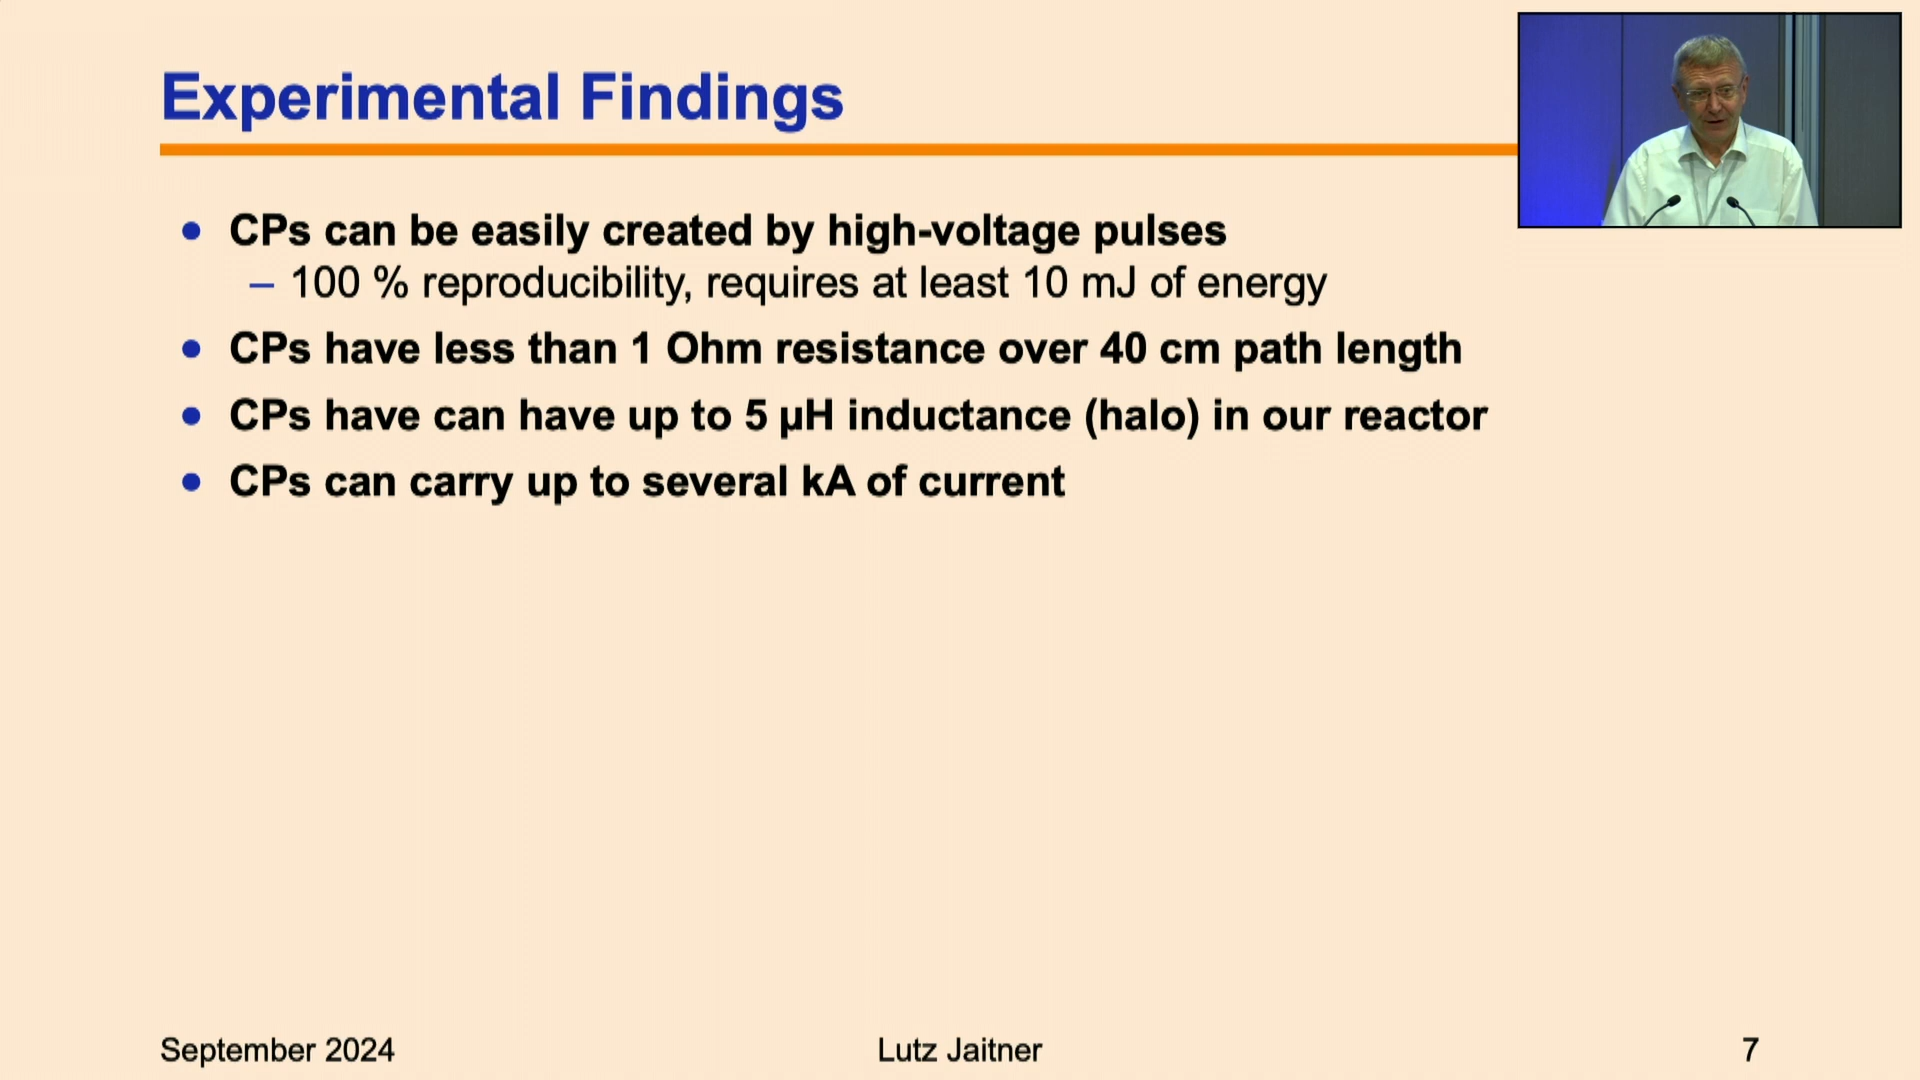 Experimental Findings
• CPs can be easily created by high-voltage pulses
– 100 % reproducibility, requires at least 10 mJ of energy
• CPs have less than 1 Ohm resistance over 40 cm path length
• CPs have can have up to 5 µH inductance (halo) in our reactor
• CPs can carry up to several kA of current
September 2024
Lutz Jaitner
7